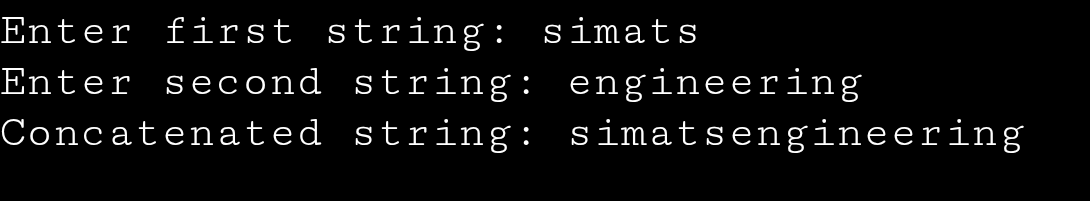 Enter first string: simats
Enter second string: engineering
Concatenated string: simatsengineering